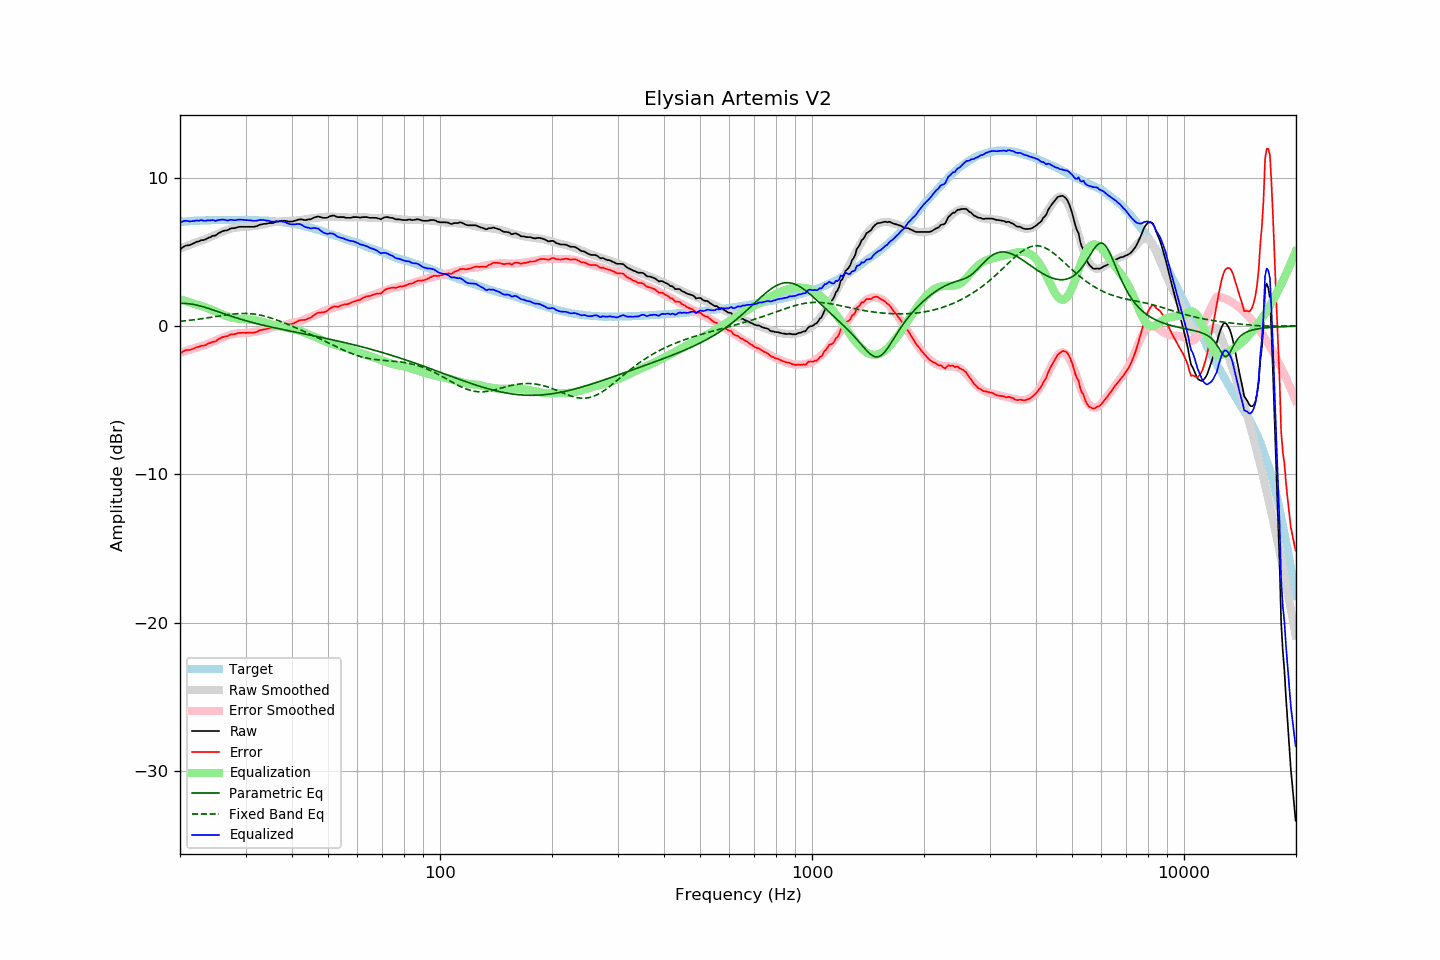 Elysian Artemis V2
10
0
−10
−20
−30
Amplitude (dBr)
Target
Raw Smoothed
Error Smoothed
Raw
Error
Equalization
Parametric Eq
Fixed Band Eq
Equalized
100
1000
10000
Frequency (Hz)